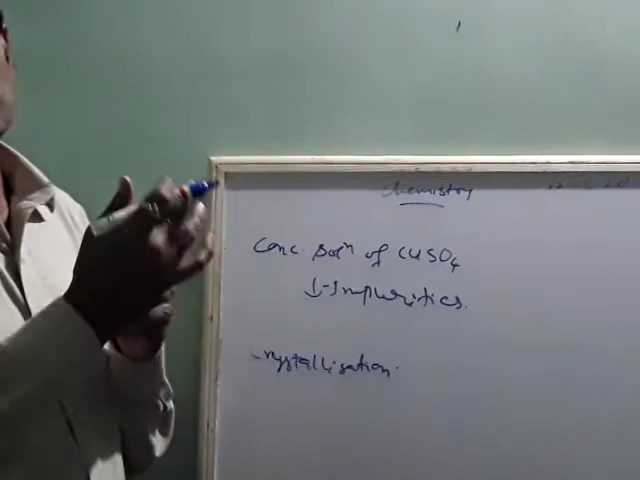 Chemistry
Conc. Solⁿ of CuSO₄
↓-Impurities.
Crystallisation.